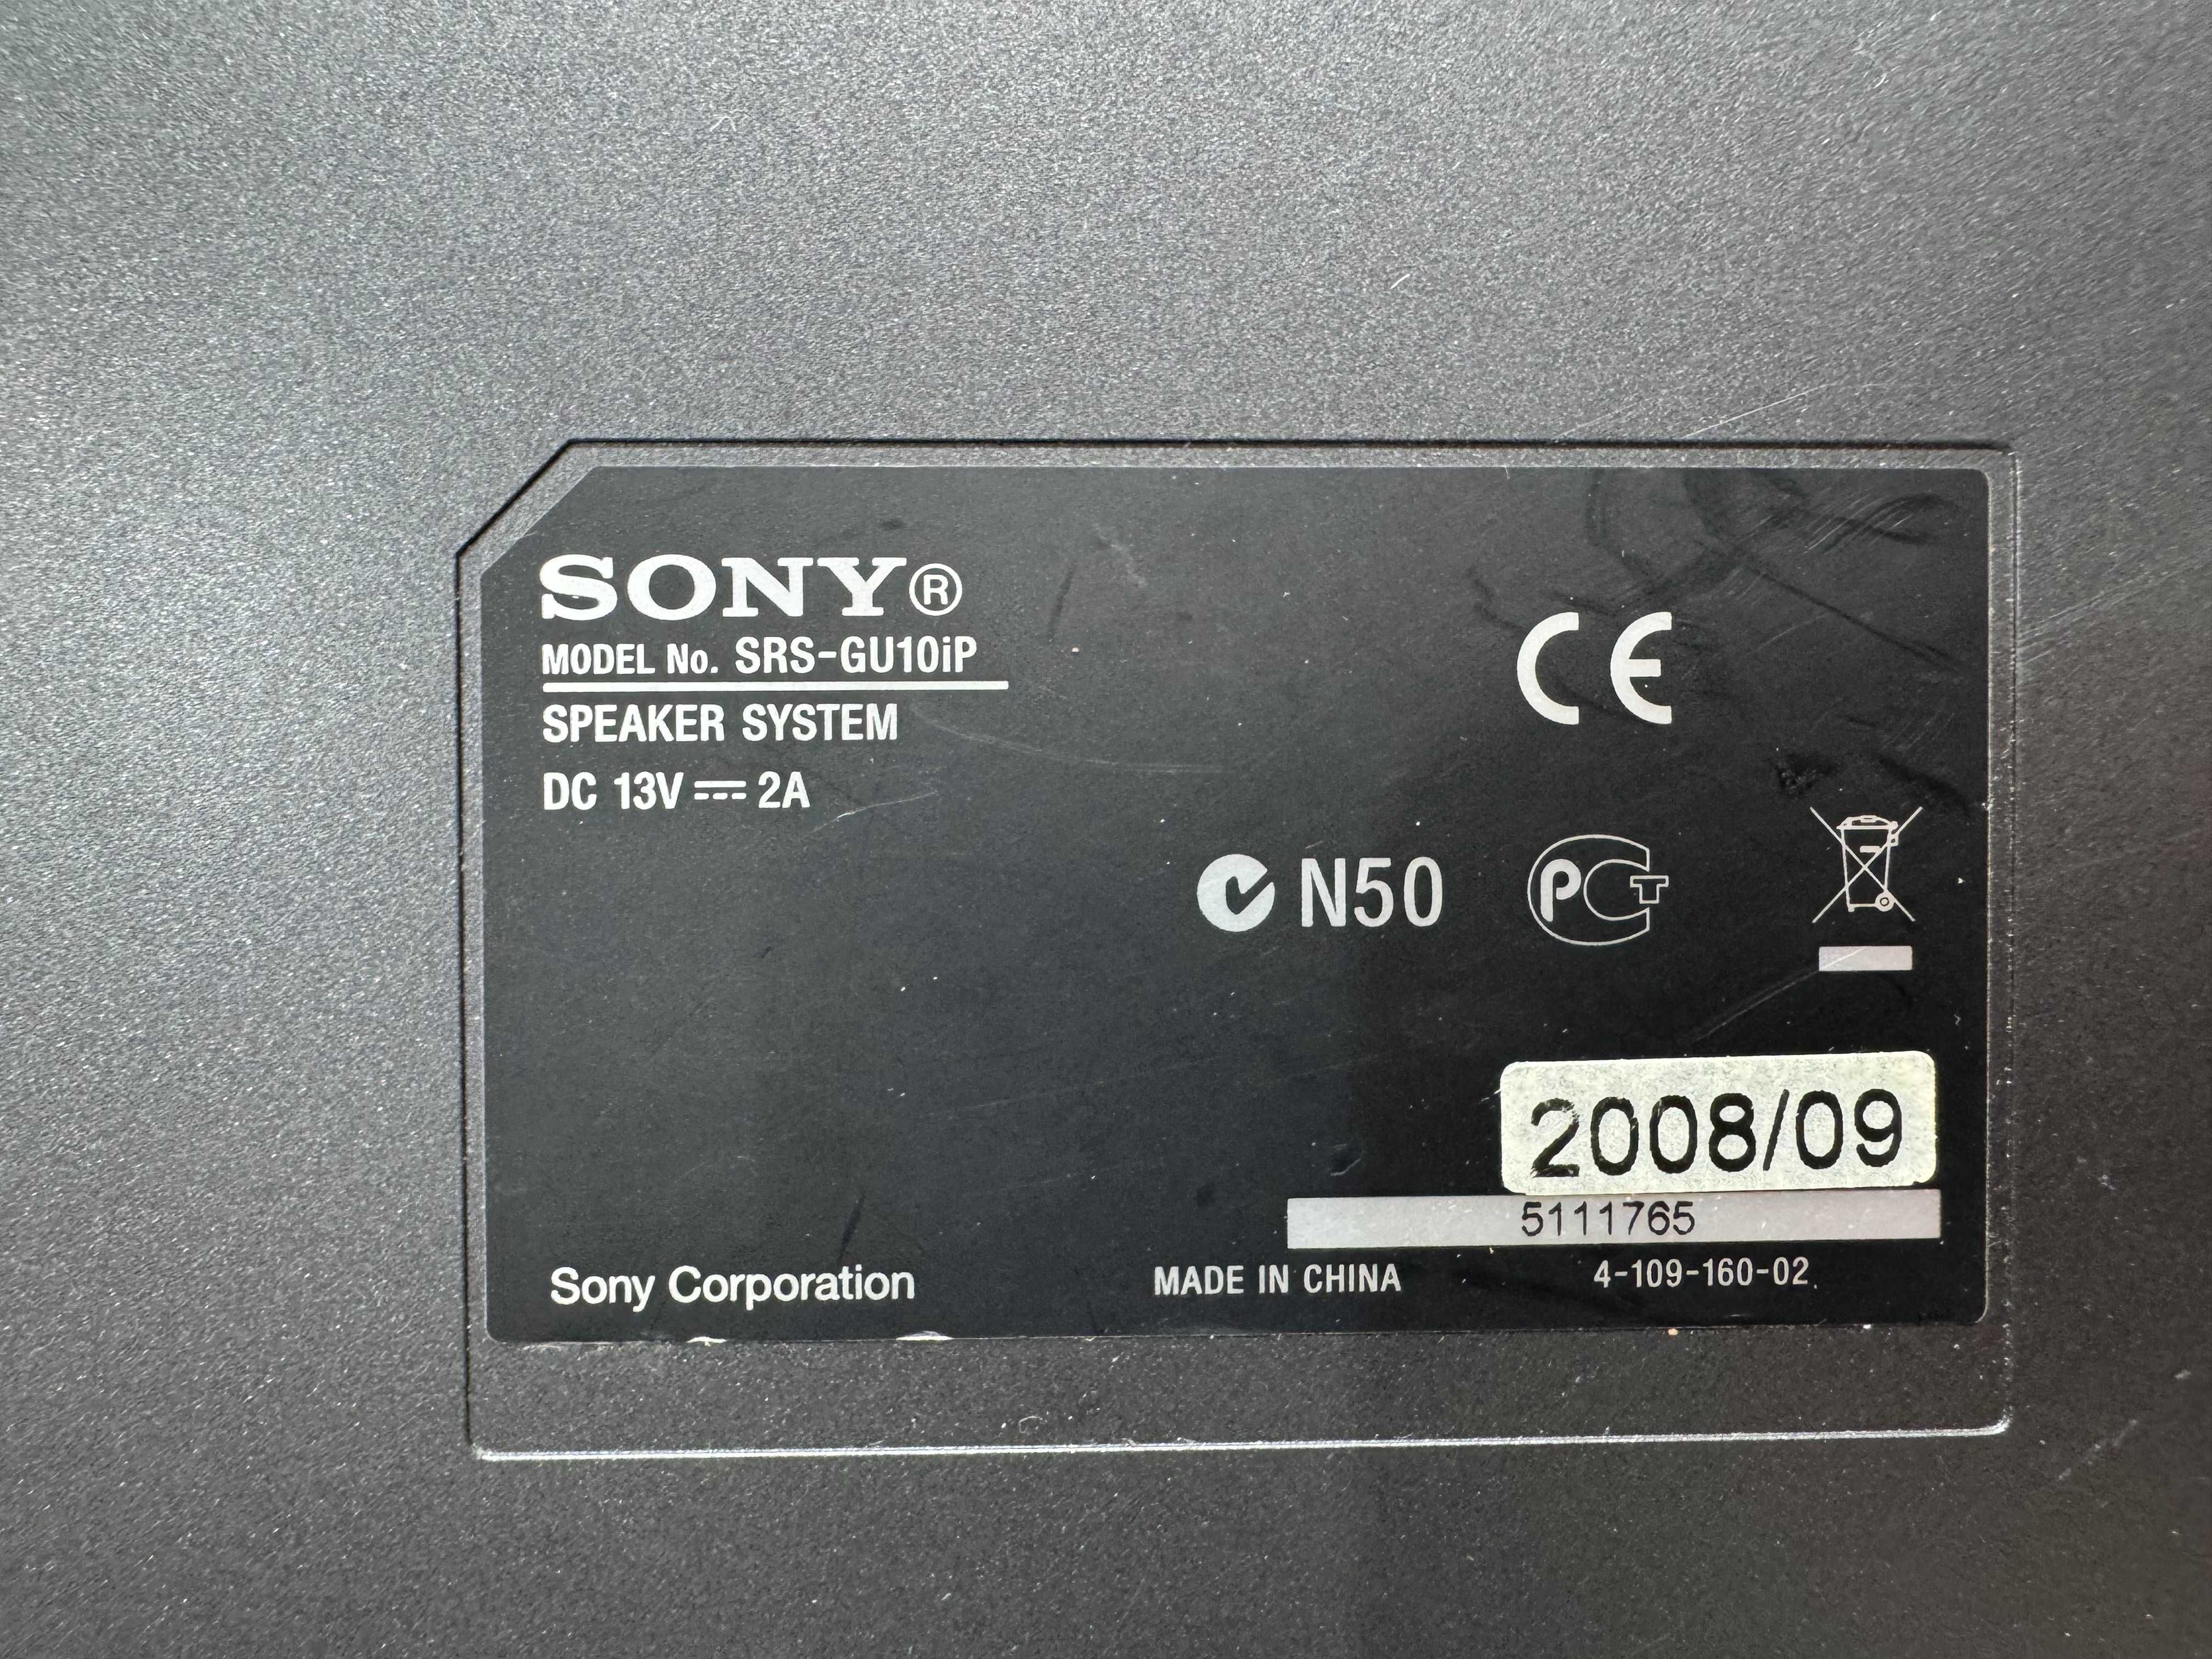 SONY®
MODEL No. SRS-GU10iP
SPEAKER SYSTEM
DC 13V ⎓ 2A
CE
N50
PCT
2008/09
5111765
Sony Corporation
MADE IN CHINA
4-109-160-02